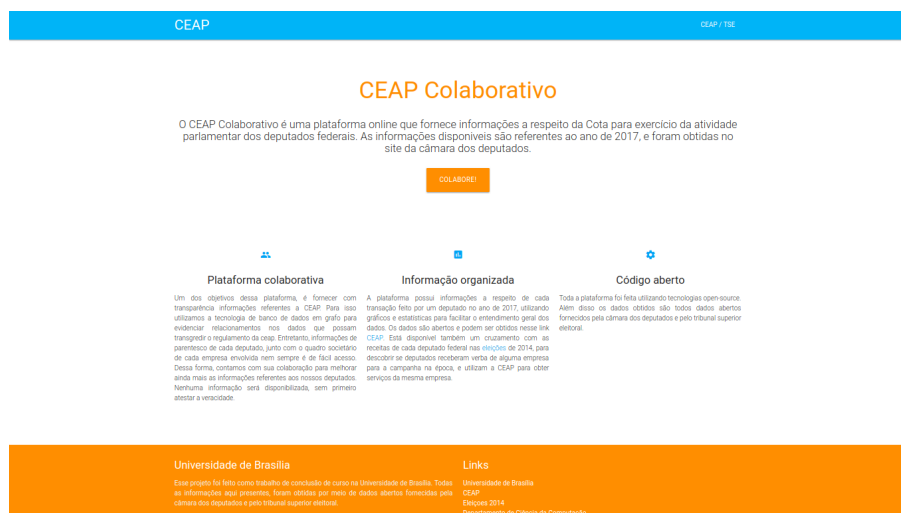 CEAP
CEAP / TSE
CEAP Colaborativo
O CEAP Colaborativo é uma plataforma online que fornece informações a respeito da Cota para exercício da atividade
parlamentar dos deputados federais. As informações disponiveis são referentes ao ano de 2017, e foram obtidas no
site da câmara dos deputados.
COLABORE!
Plataforma colaborativa
Um dos objetivos dessa plataforma, é fornecer com
transparência informações referentes a CEAP. Para isso
utilizamos a tecnologia de banco de dados em grafo para
evidenciar relacionamentos nos dados que possam
transgredir o regulamento da ceap. Entretanto, informações de
parentesco de cada deputado, junto com o quadro societário
de cada empresa envolvida nem sempre é de fácil acesso.
Dessa forma, contamos com sua colaboração para melhorar
ainda mais as informações referentes aos nossos deputados.
Nenhuma informação será disponibilizada, sem primeiro
atestar a veracidade.
Informação organizada
A plataforma possui informações a respeito de cada
transação feito por um deputado no ano de 2017, utilizando
gráficos e estatísticas para facilitar o entendimento geral dos
dados. Os dados são abertos e podem ser obtidos nesse link
CEAP. Está disponível também um cruzamento com as
receitas de cada deputado federal nas eleições de 2014, para
descobrir se deputados receberam verba de alguma empresa
para a campanha na época, e utilizam a CEAP para obter
serviços da mesma empresa.
Código aberto
Toda a plataforma foi feita utilizando tecnologias open-source.
Além disso os dados obtidos são todos dados abertos
fornecidos pela câmara dos deputados e pelo tribunal superior
eleitoral.
Universidade de Brasília
Esse projeto foi feito como trabalho de conclusão de curso na Universidade de Brasília. Todas
as informações aqui presentes, foram obtidas por meio de dados abertos fornecidas pela
câmara dos deputados e pelo tribunal superior eleitoral.
Links
Universidade de Brasília
CEAP
Eleiçoes 2014
Departamento de Ciência da Computação